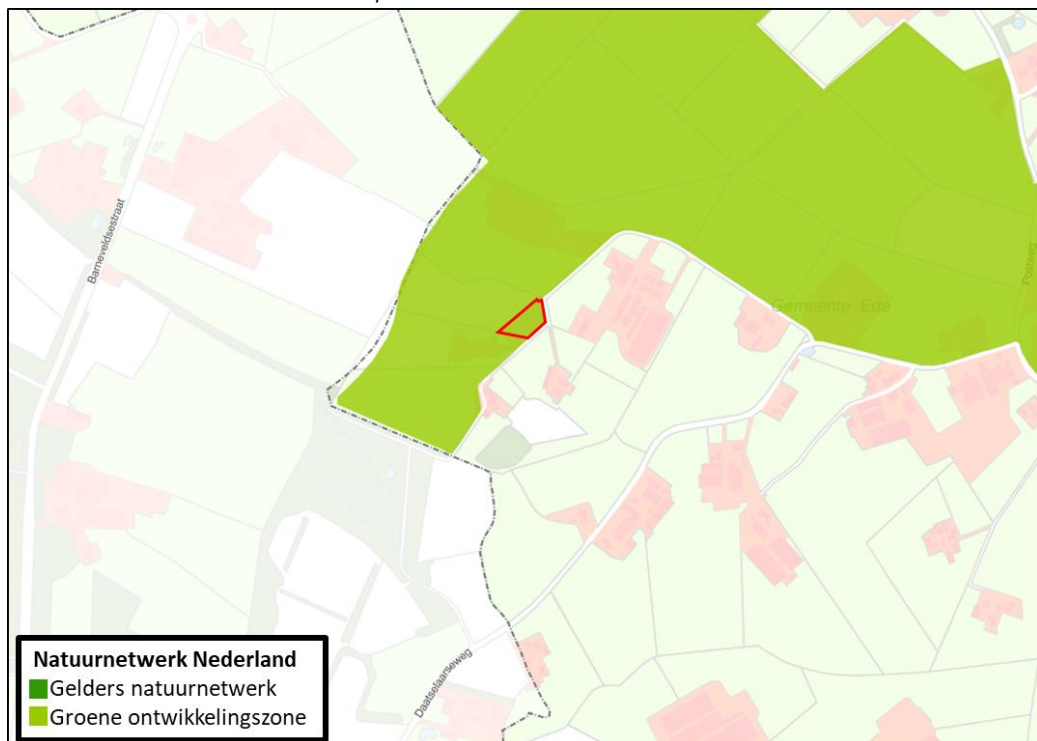 Barneveldsestraat
Postweg
Gemeente Ede
Daatselaarseweg
Natuurnetwerk Nederland
Gelders natuurnetwerk
Groene ontwikkelingszone